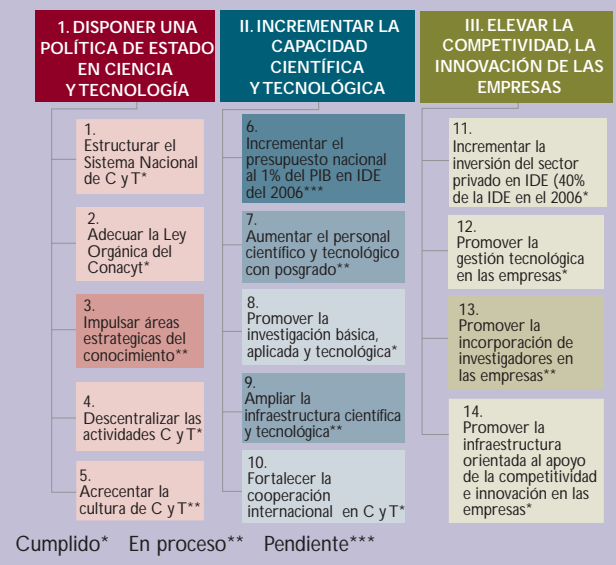 1. DISPONER UNA
POLÍTICA DE ESTADO
EN CIENCIA
Y TECNOLOGÍA
1.
Estructurar el
Sistema Nacional
de C y T*
2.
Adecuar la Ley
Orgánica del
Conacyt*
3.
Impulsar áreas
estrategicas del
conocimiento**
4.
Descentralizar las
actividades C y T*
5.
Acrecentar la
cultura de C y T**
II. INCREMENTAR LA
CAPACIDAD
CIENTÍFICA
Y TECNOLÓGICA
6.
Incrementar el
presupuesto nacional
al 1% del PIB en IDE
del 2006***
7.
Aumentar el personal
científico y tecnológico
con posgrado**
8.
Promover la
investigación básica,
aplicada y tecnológica*
9.
Ampliar la
infraestructura científica
y tecnológica**
10.
Fortalecer la
cooperación
internacional en C y T*
III. ELEVAR LA
COMPETIVIDAD, LA
INNOVACIÓN DE LAS
EMPRESAS
11.
Incrementar la
inversión del sector
privado en IDE (40%
de la IDE en el 2006*
12.
Promover la
gestión tecnológica
en las empresas*
13.
Promover la
incorporación de
investigadores en
las empresas**
14.
Promover la
infraestructura
orientada al apoyo
de la competitividad
e innovación en las
empresas*
Cumplido* En proceso** Pendiente***